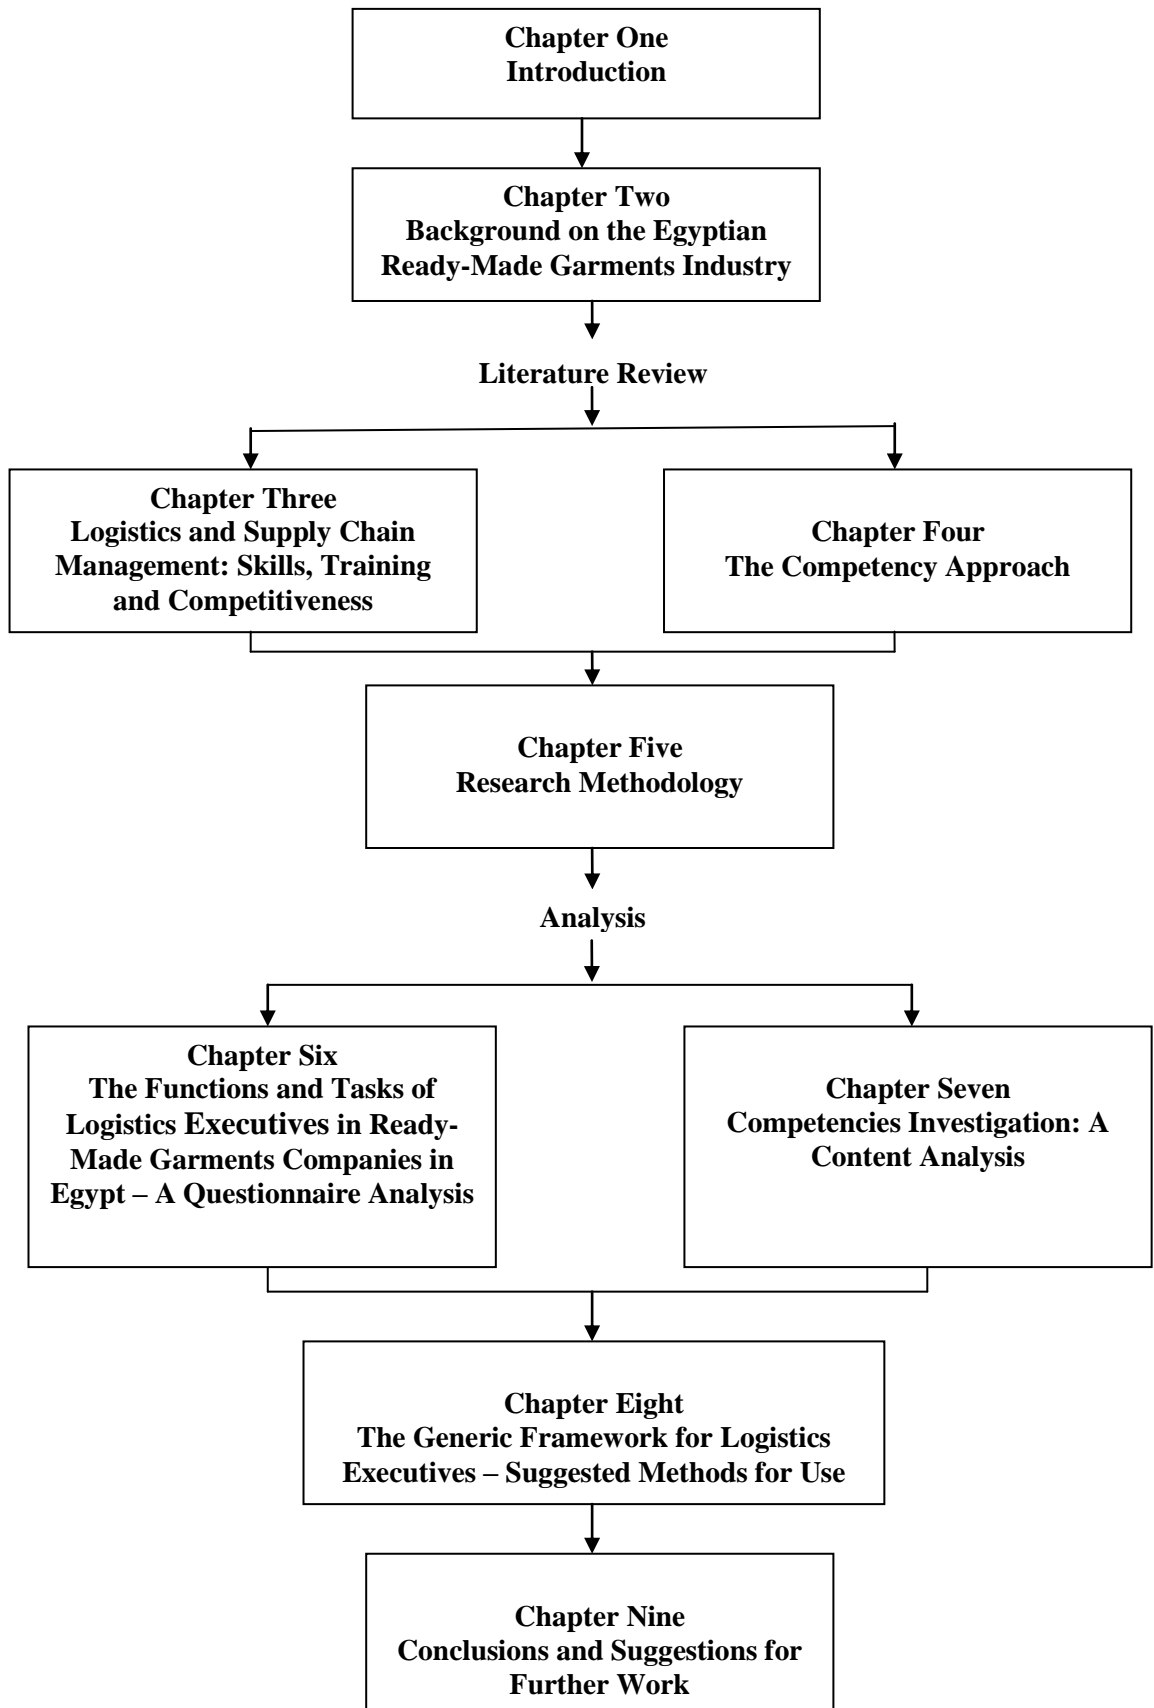 Chapter One
Introduction
Chapter Two
Background on the Egyptian
Ready-Made Garments Industry
Literature Review
Chapter Three
Logistics and Supply Chain
Management: Skills, Training
and Competitiveness
Chapter Four
The Competency Approach
Chapter Five
Research Methodology
Analysis
Chapter Six
The Functions and Tasks of
Logistics Executives in Ready-
Made Garments Companies in
Egypt – A Questionnaire Analysis
Chapter Seven
Competencies Investigation: A
Content Analysis
Chapter Eight
The Generic Framework for Logistics
Executives – Suggested Methods for Use
Chapter Nine
Conclusions and Suggestions for
Further Work